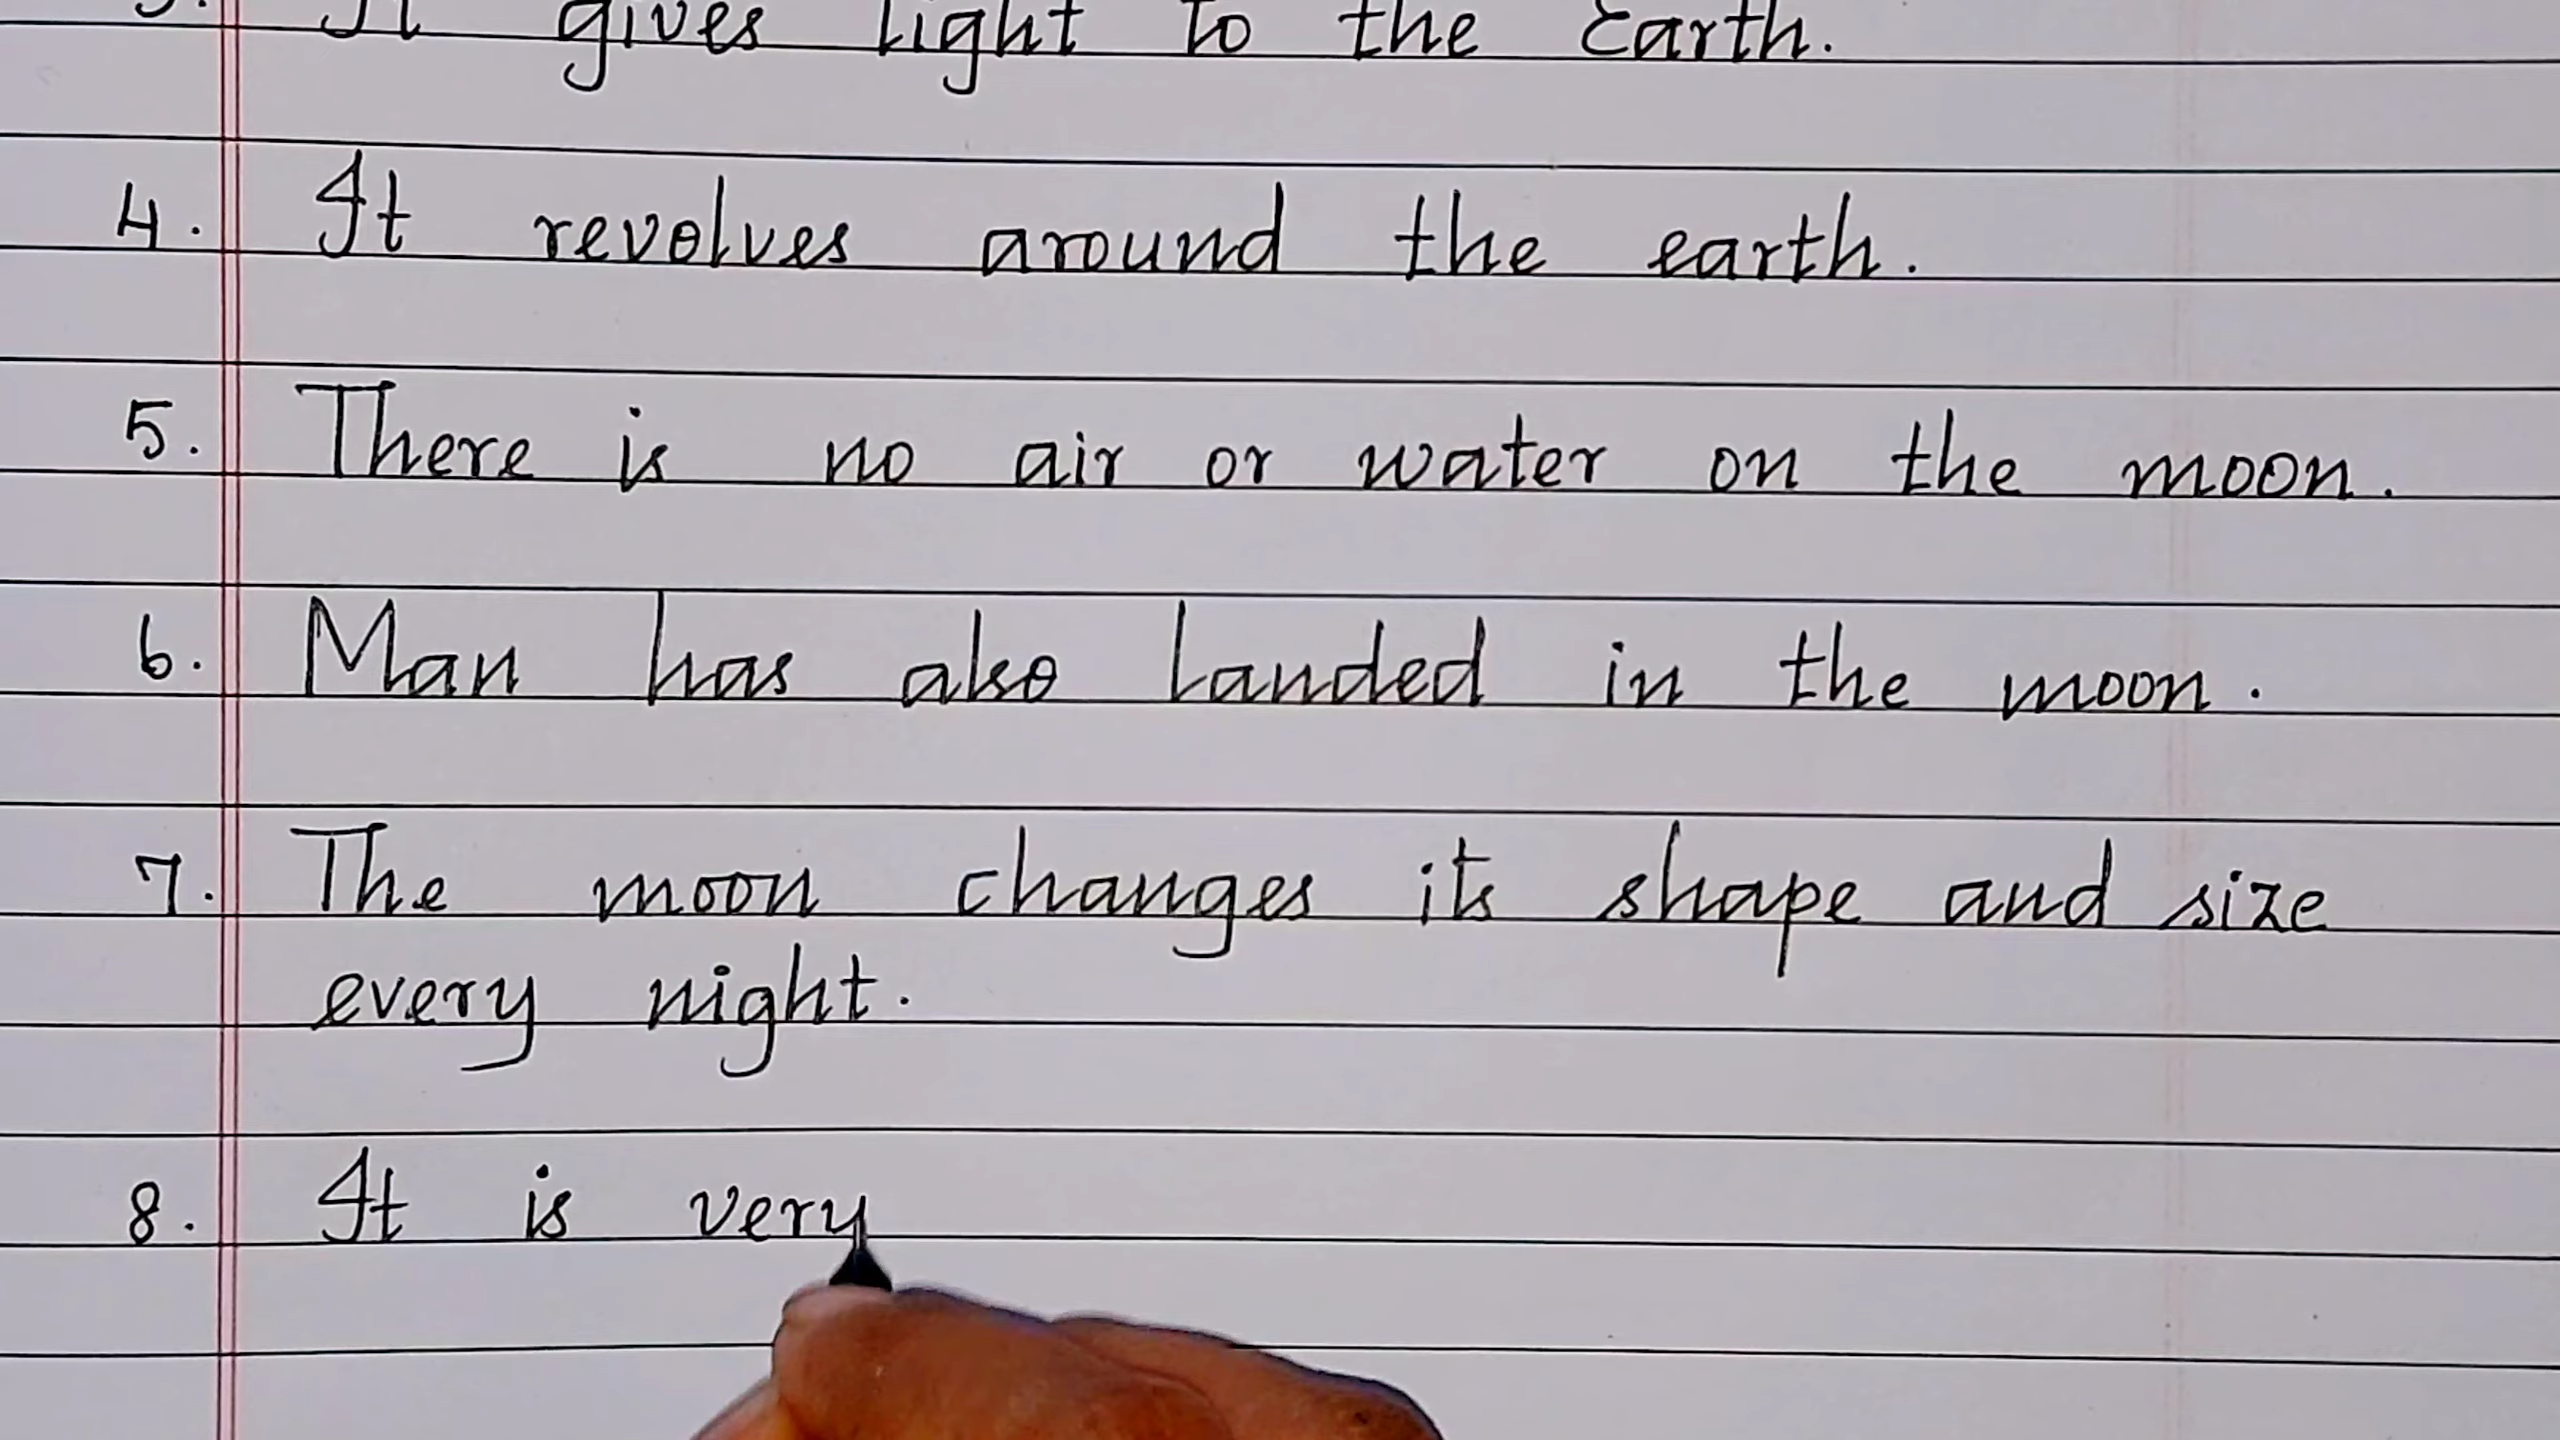 3. It gives light to the Earth.
4. It revolves around the earth.
5. There is no air or water on the moon.
6. Man has also landed in the moon.
7. The moon changes its shape and size
every night.
8. It is very